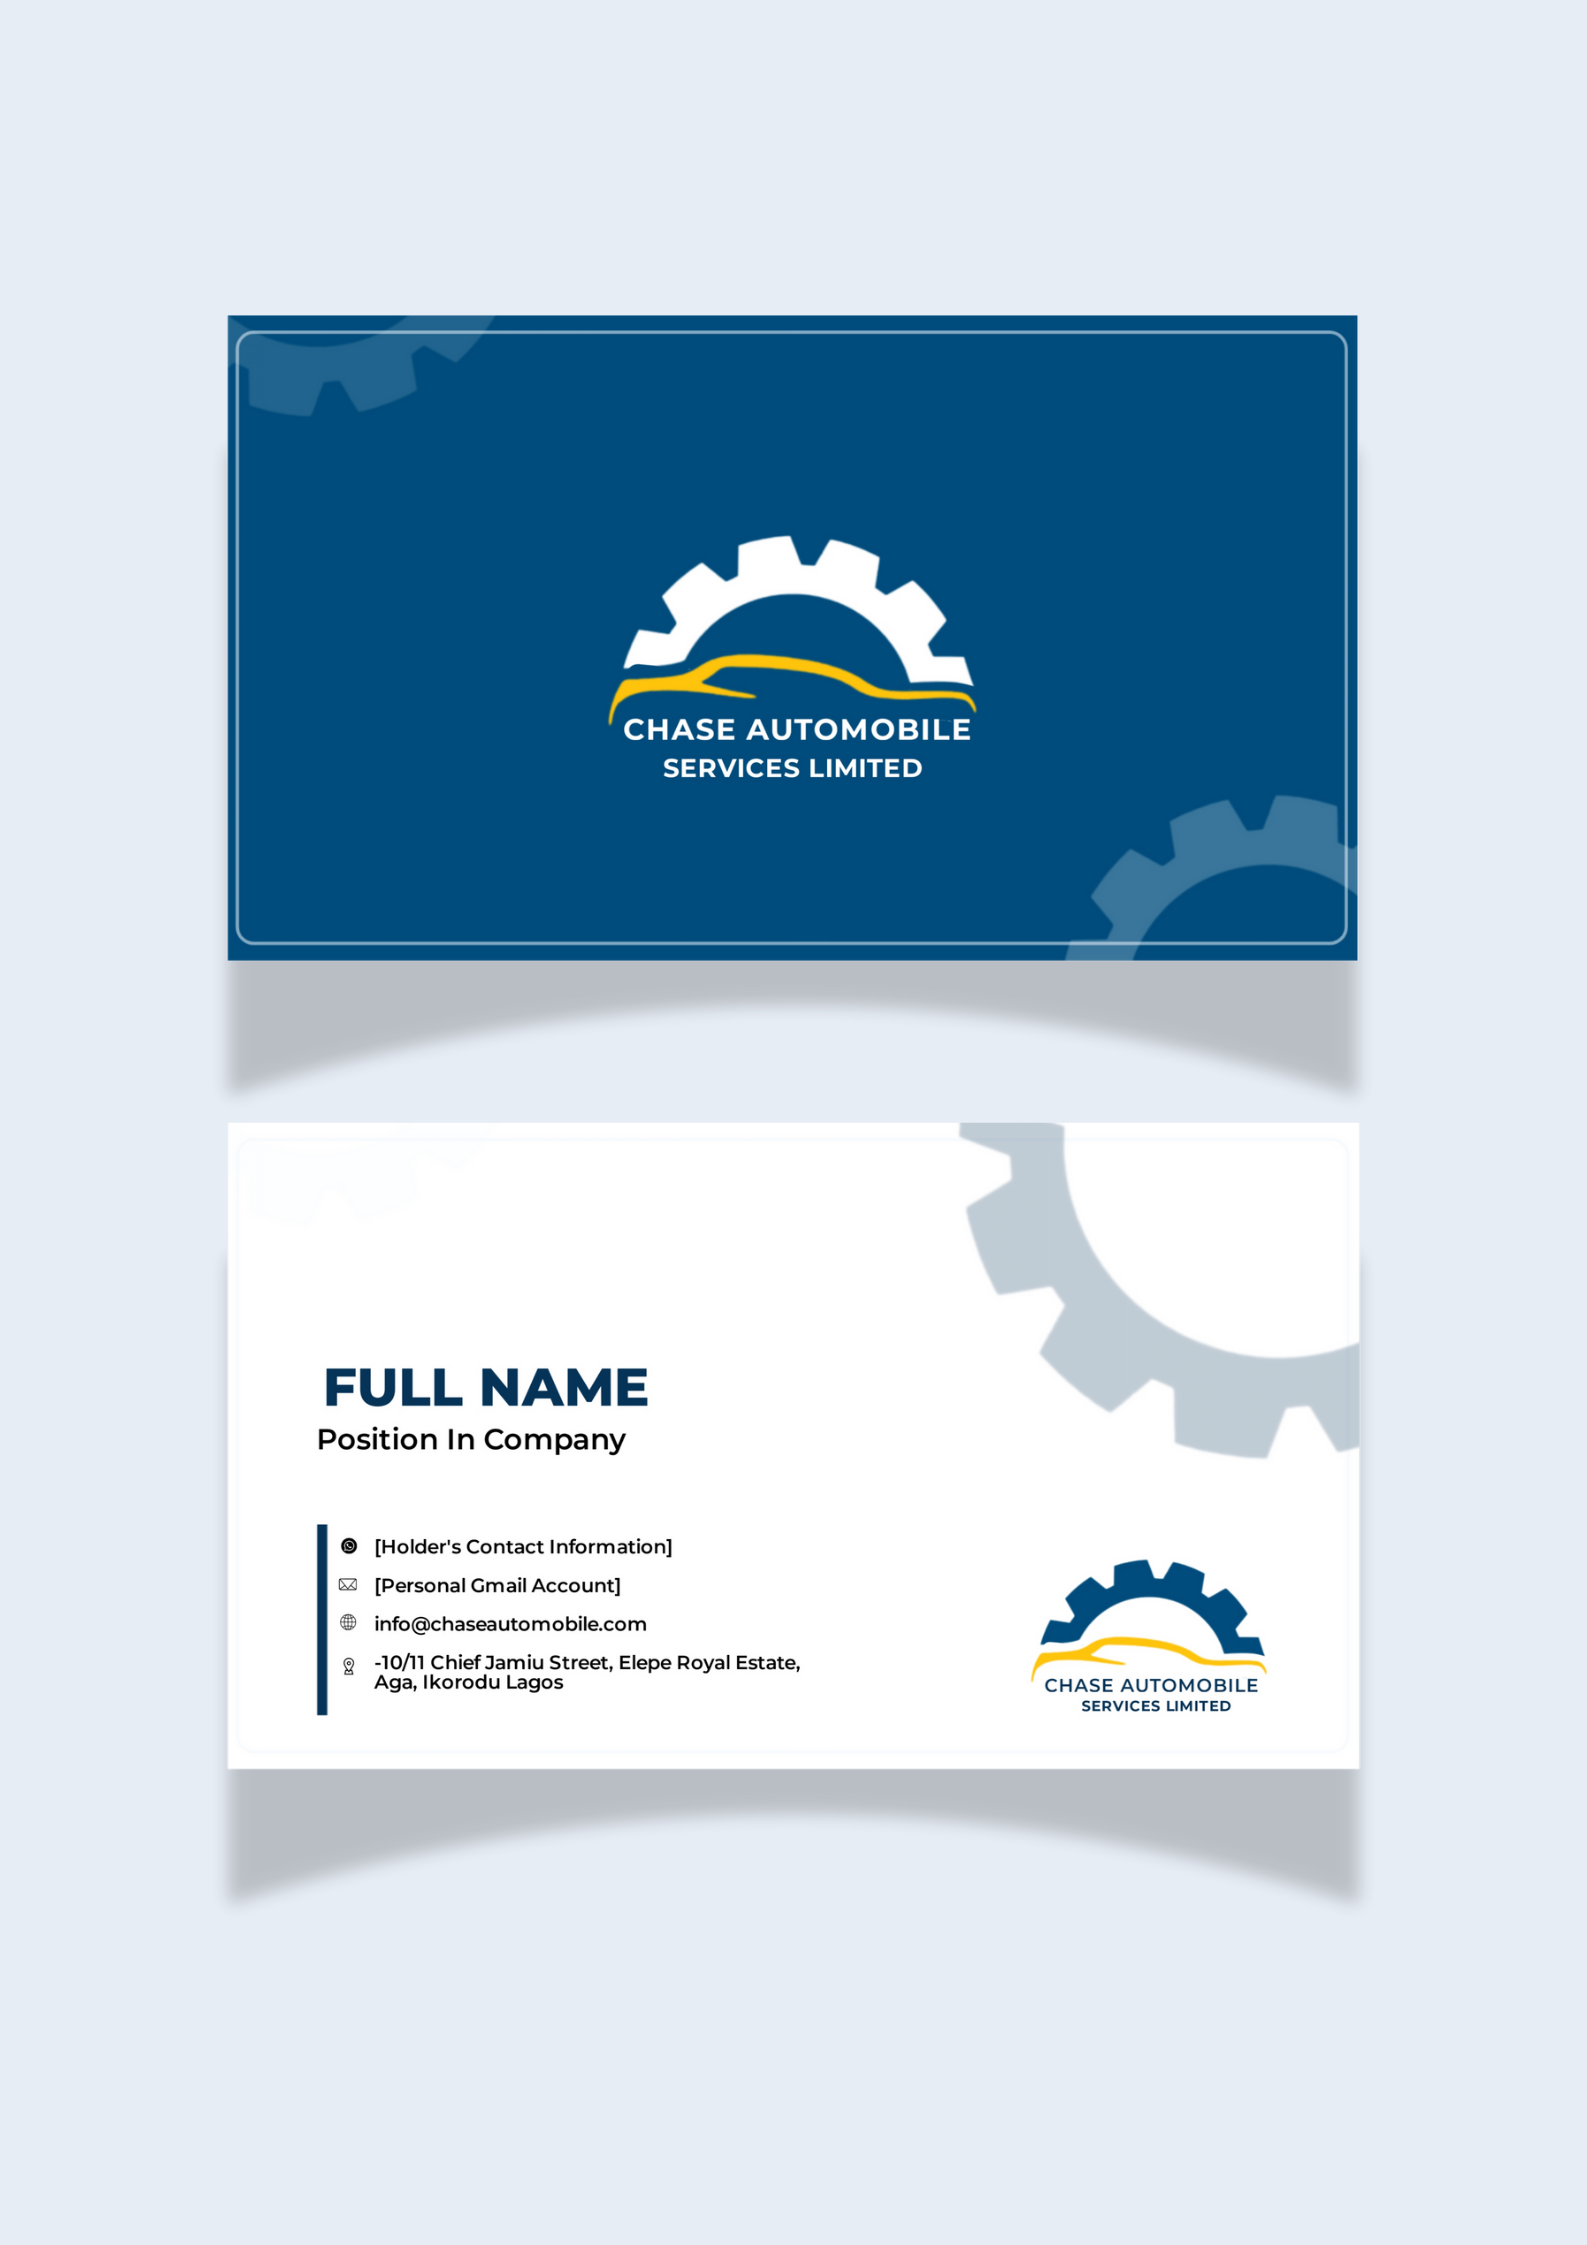 CHASE AUTOMOBILE
SERVICES LIMITED
FULL NAME
Position In Company
[Holder's Contact Information]
[Personal Gmail Account]
info@chaseautomobile.com
-10/11 Chief Jamiu Street, Elepe Royal Estate,
Aga, Ikorodu Lagos
CHASE AUTOMOBILE
SERVICES LIMITED